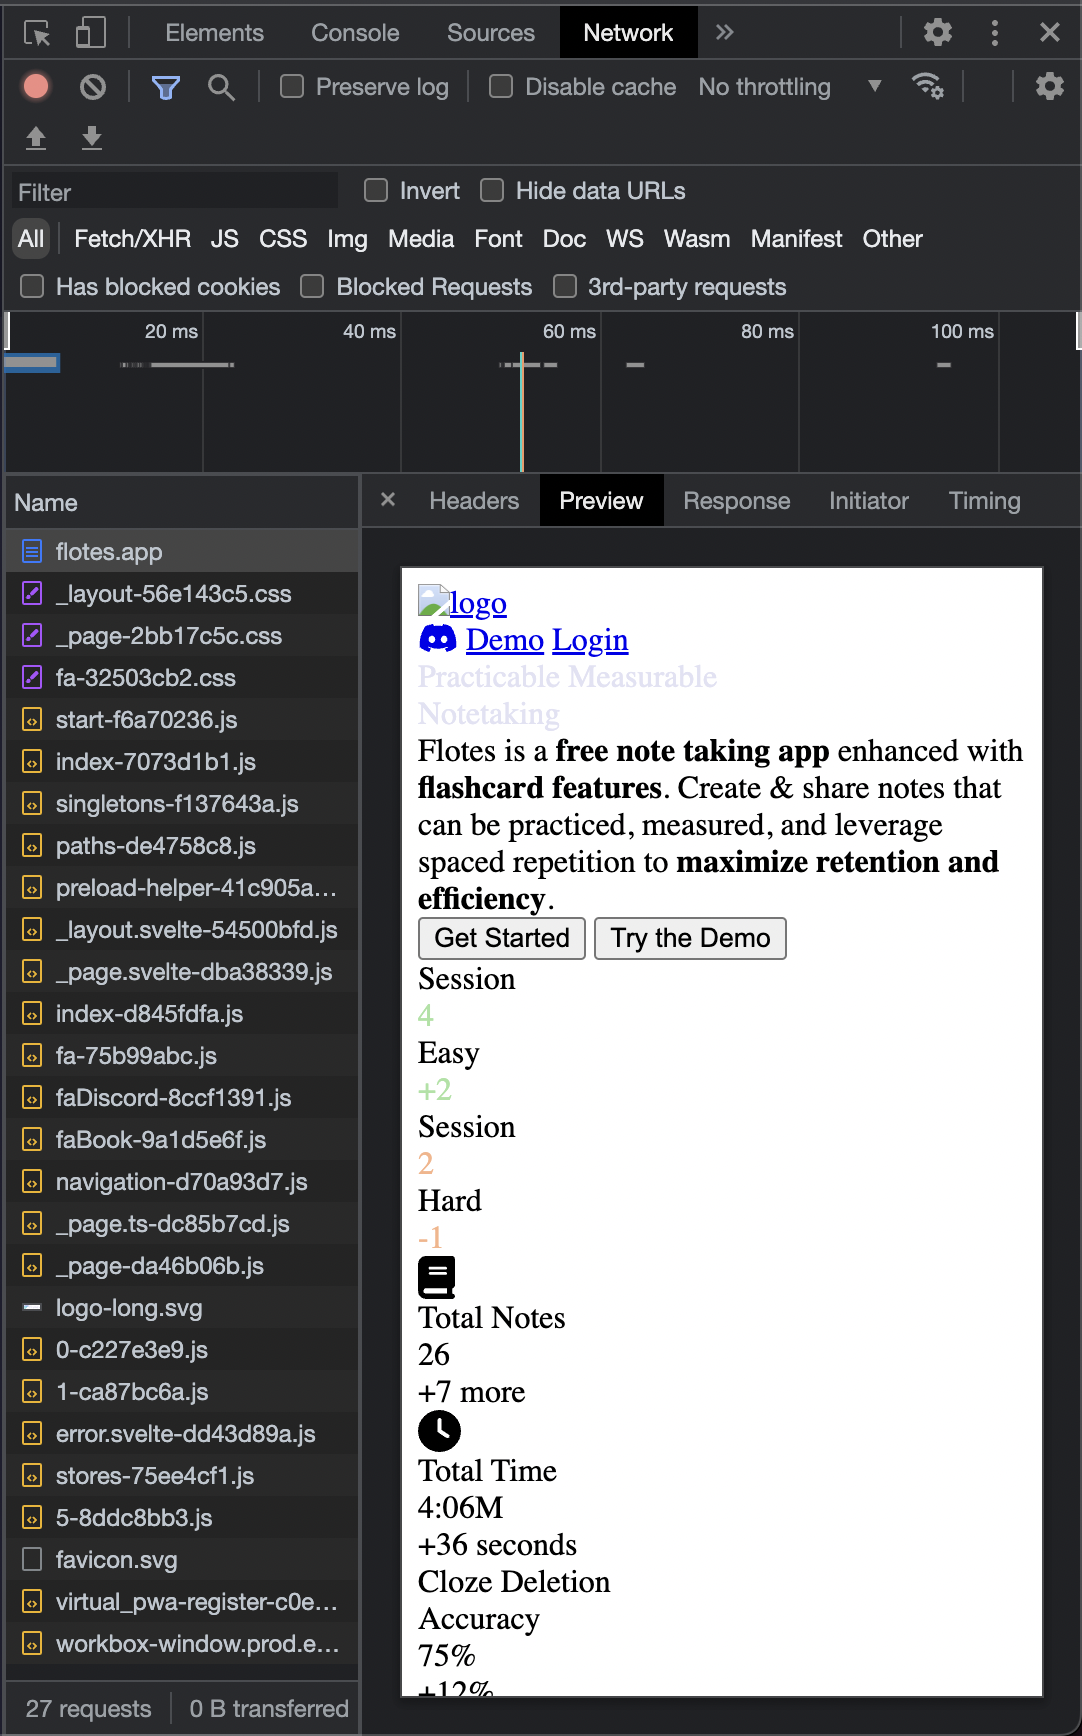 Elements Console Sources Network
Preserve log Disable cache No throttling
Filter Invert Hide data URLs
All Fetch/XHR JS CSS Img Media Font Doc WS Wasm Manifest Other
Has blocked cookies Blocked Requests 3rd-party requests
20 ms 40 ms 60 ms 80 ms 100 ms
Name
flotes.app
_layout-56e143c5.css
_page-2bb17c5c.css
fa-32503cb2.css
start-f6a70236.js
index-7073d1b1.js
singletons-f137643a.js
paths-de4758c8.js
preload-helper-41c905a...
_layout.svelte-54500bfd.js
_page.svelte-dba38339.js
index-d845fdfa.js
fa-75b99abc.js
faDiscord-8ccf1391.js
faBook-9a1d5e6f.js
navigation-d70a93d7.js
_page.ts-dc85b7cd.js
_page-da46b06b.js
logo-long.svg
0-c227e3e9.js
1-ca87bc6a.js
error.svelte-dd43d89a.js
stores-75ee4cf1.js
5-8ddc8bb3.js
favicon.svg
virtual_pwa-register-c0e...
workbox-window.prod.e...
27 requests 0 B transferred
Headers Preview Response Initiator Timing
logo
Demo Login
Practicable Measurable
Notetaking
Flotes is a free note taking app enhanced with
flashcard features. Create & share notes that
can be practiced, measured, and leverage
spaced repetition to maximize retention and
efficiency.
Get Started Try the Demo
Session
4
Easy
+2
Session
2
Hard
-1
Total Notes
26
+7 more
Total Time
4:06M
+36 seconds
Cloze Deletion
Accuracy
75%
+12%